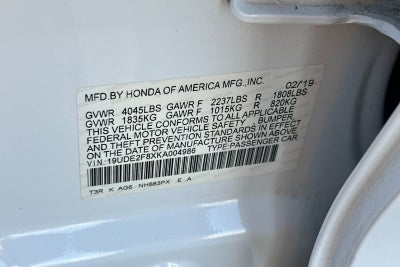 MFD.BY HONDA OF AMERICA MFG.,INC. 02/'19
GVWR 4045LBS GAWR F 2237LBS R 1808LBS
GVWR 1835KG GAWR F 1015KG R 820KG
THIS VEHICLE CONFORMS TO ALL APPLICABLE
FEDERAL MOTOR VEHICLE SAFETY , BUMPER,
AND THEFT PREVENTION STANDARDS IN EFFECT
ON THE DATE OF MANUFACTURE SHOWN ABOVE
V.I.N: 19UDE2F8XKA004986 TYPE:PASSENGER CAR
T3R K AG6 NH883PX E A